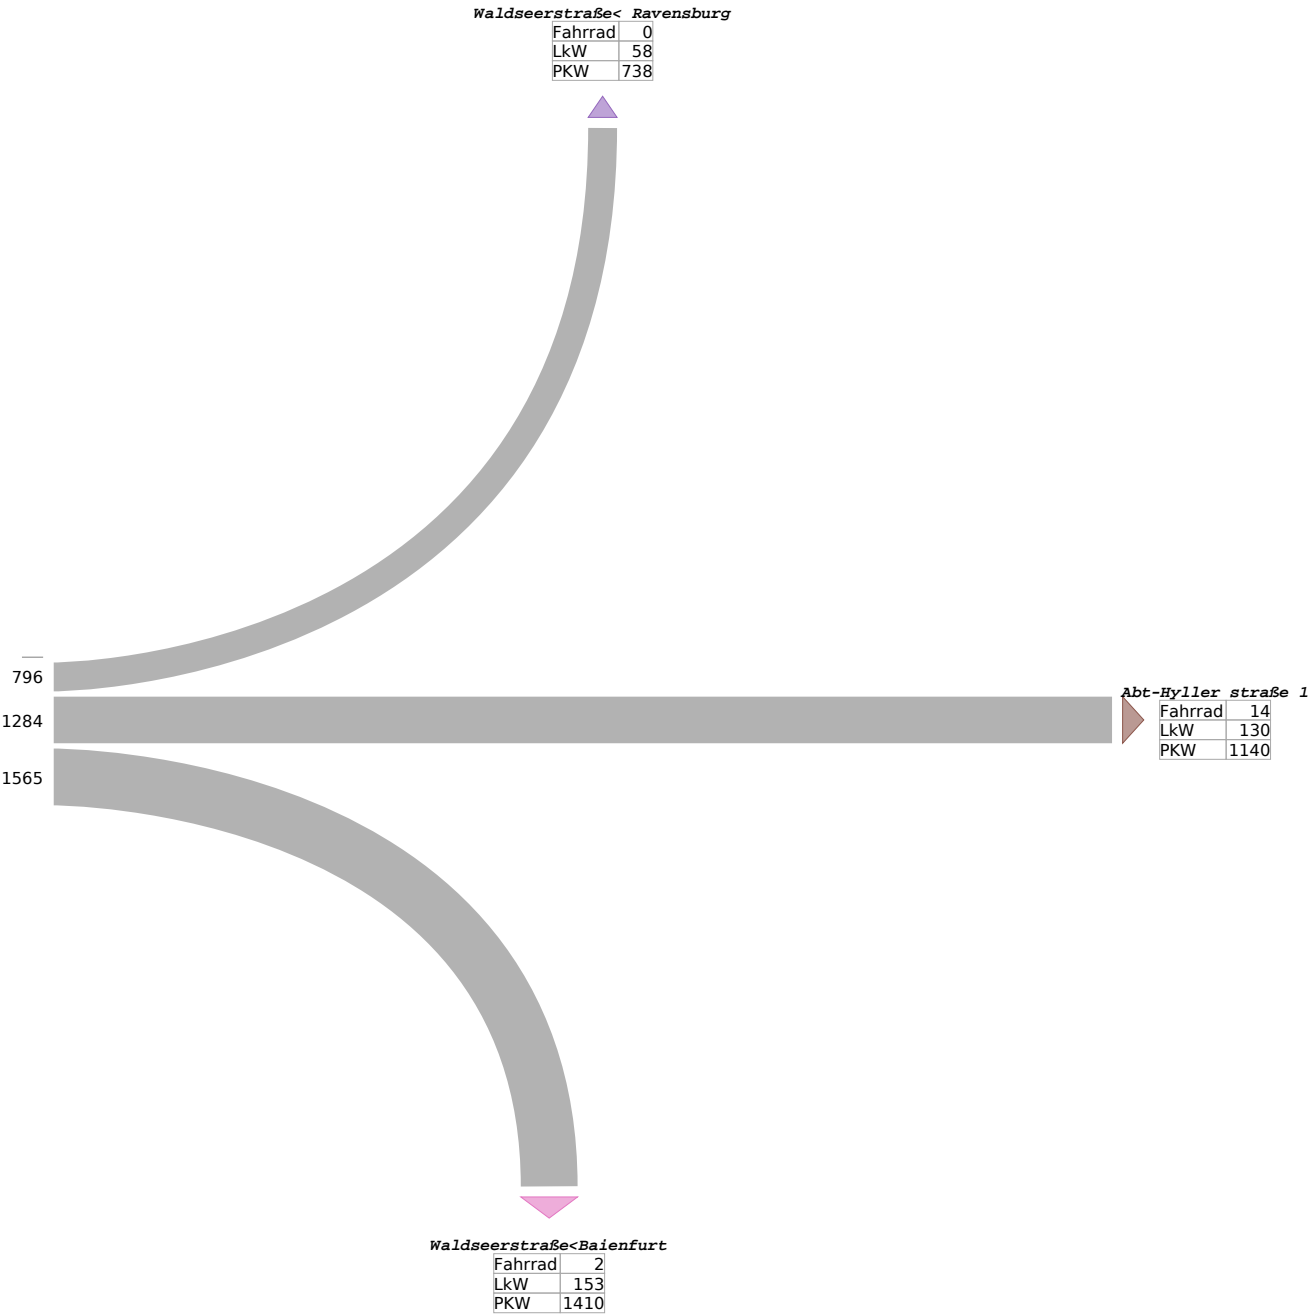 Waldseerstraße< Ravensburg
Fahrrad 0
LkW 58
PKW 738
796
1284
1565
Abt-Hyller straße 1
Fahrrad 14
LkW 130
PKW 1140
Waldseerstraße<Baienfurt
Fahrrad 2
LkW 153
PKW 1410